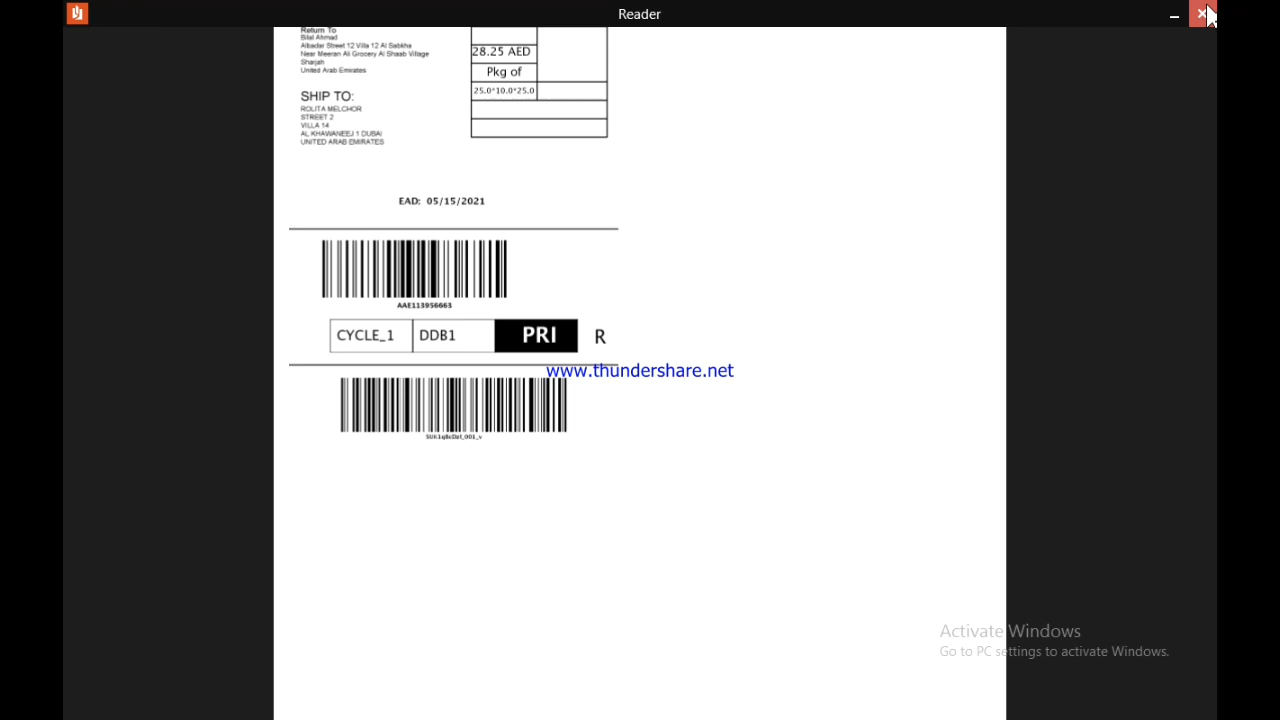 Reader
Return To
Bilal Ahmad
Albadar Street 12 Villa 12 Al Sabkha
Near Meeran Ali Grocery Al Shaab Village
Sharjah
United Arab Emirates
28.25 AED
Pkg of
25.0*10.0*25.0
SHIP TO:
ROLITA MELCHOR
STREET 2
VILLA 14
AL KHAWANEEJ 1 DUBAI
UNITED ARAB EMIRATES
EAD: 05/15/2021
AAE113956663
CYCLE_1 DDB1 PRI R
www.thundershare.net
Activate Windows
Go to PC settings to activate Windows.